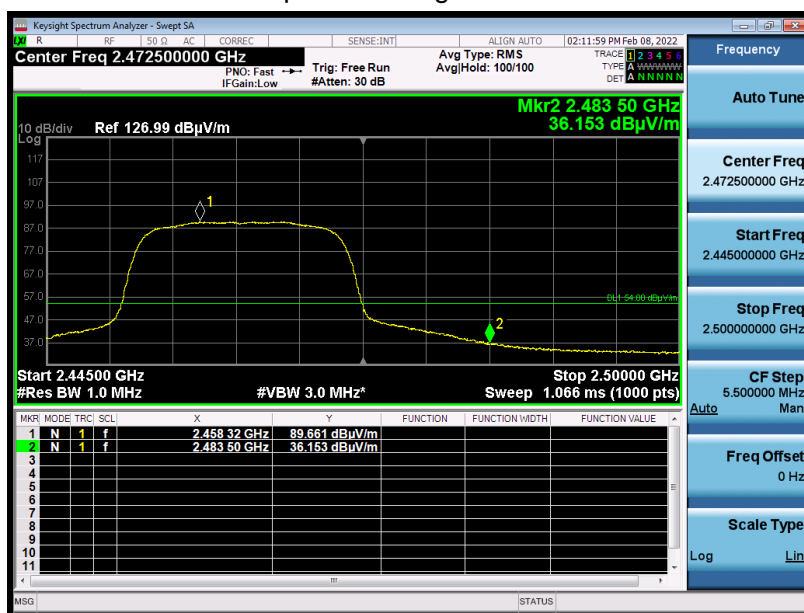 Keysight Spectrum Analyzer - Swept SA
LXI R RF 50 Ω AC CORREC SENSE:INT ALIGN AUTO 02:11:59 PM Feb 08, 2022
Center Freq 2.472500000 GHz
PNO: Fast
IFGain:Low
Trig: Free Run
#Atten: 30 dB
Avg Type: RMS
Avg|Hold: 100/100
TRACE 1 2 3 4 5 6
TYPE A WWWWW
DET A N N N N N
Mkr2 2.483 50 GHz
36.153 dBµV/m
10 dB/div Ref 126.99 dBµV/m
Log
117
107
97.0
87.0
77.0
67.0
57.0
47.0
37.0
1
2
DL1 54.00 dBµV/m
Start 2.44500 GHz Stop 2.50000 GHz
#Res BW 1.0 MHz #VBW 3.0 MHz* Sweep 1.066 ms (1000 pts)
MKR MODE TRC SCL X Y FUNCTION FUNCTION WIDTH FUNCTION VALUE
1 N 1 f 2.458 32 GHz 89.661 dBµV/m
2 N 1 f 2.483 50 GHz 36.153 dBµV/m
3
4
5
6
7
8
9
10
11
MSG STATUS
Frequency
Auto Tune
Center Freq
2.472500000 GHz
Start Freq
2.445000000 GHz
Stop Freq
2.500000000 GHz
CF Step
5.500000 MHz
Auto Man
Freq Offset
0 Hz
Scale Type
Log Lin